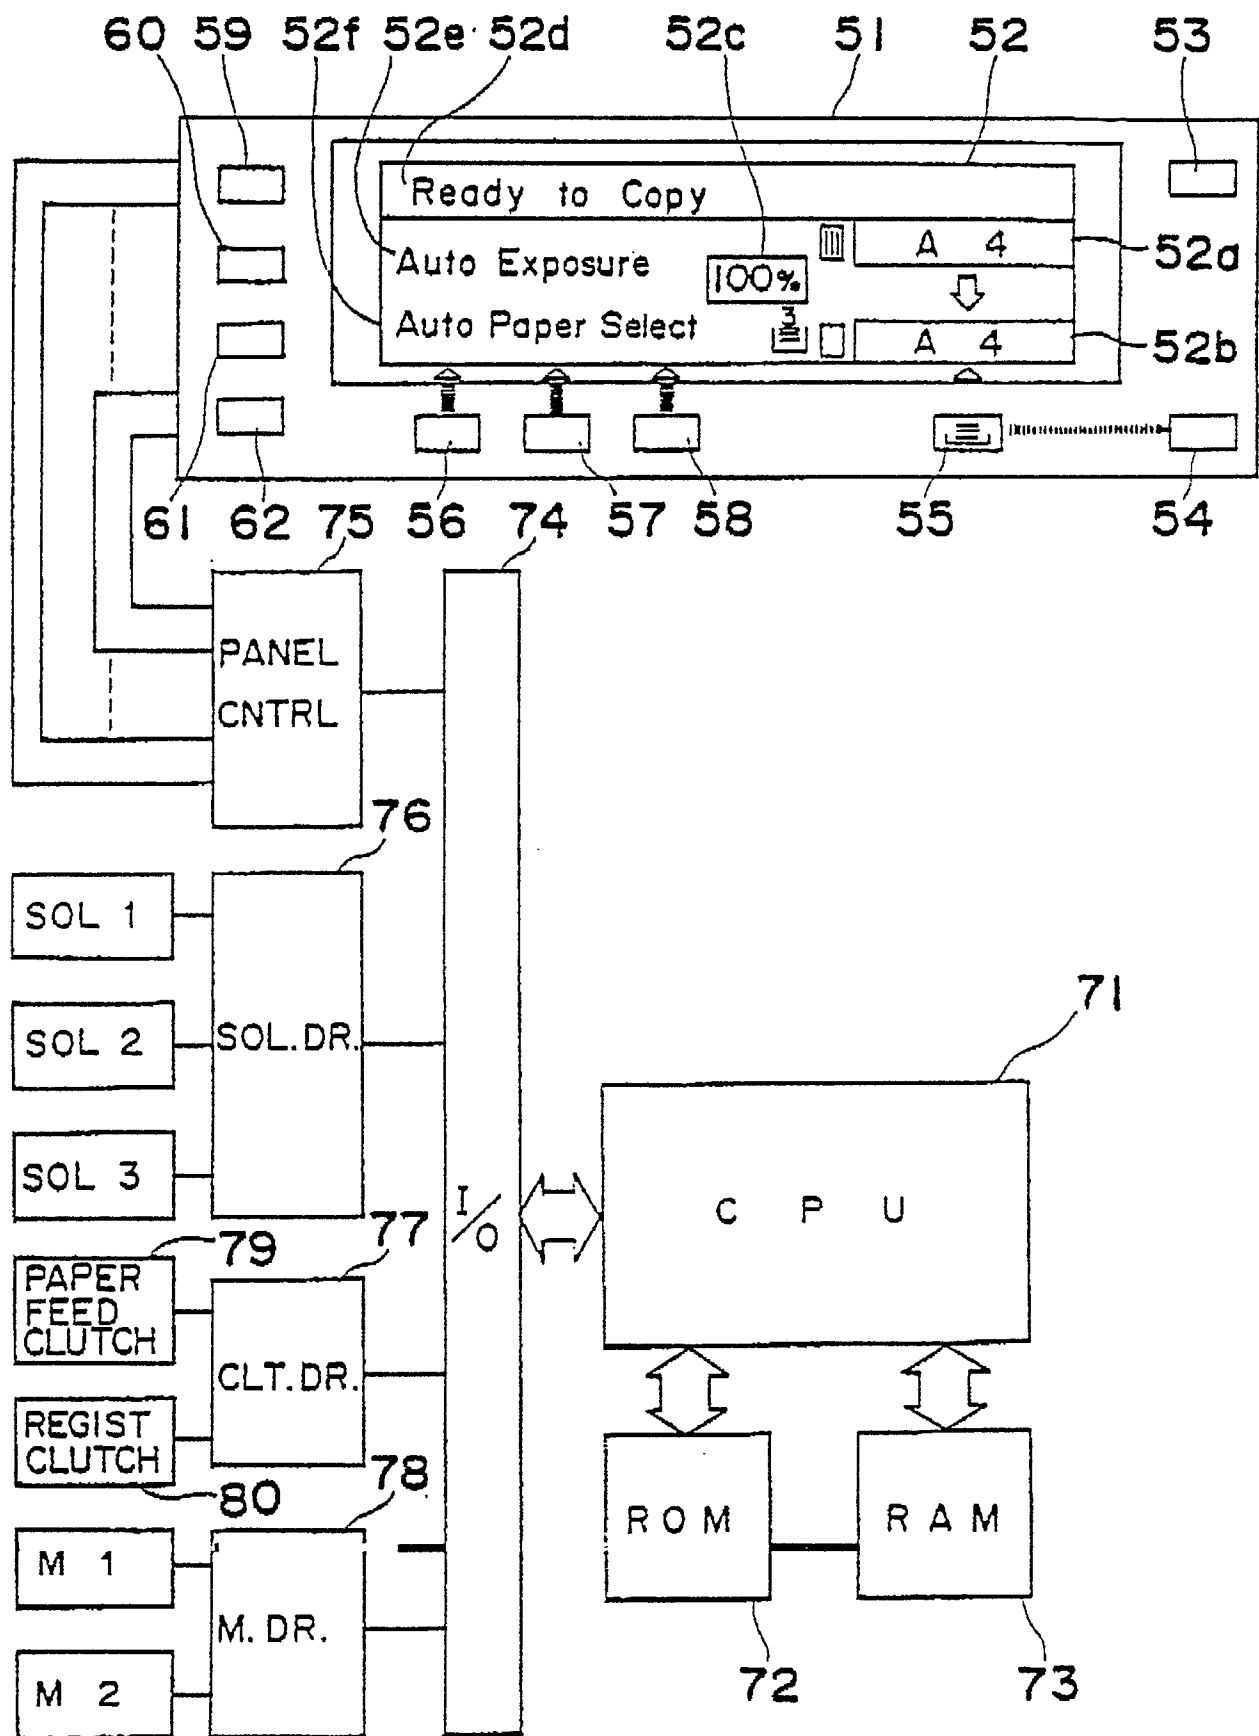 60 59 52f 52e 52d 52c 51 52 53
Ready to Copy
Auto Exposure
100%
A 4
52a
Auto Paper Select
A 4
52b
61 62 75 56 74 57 58 55 54
PANEL
CNTRL
76
SOL 1
SOL 2
SOL.DR.
SOL 3
71
I/O
C P U
79
77
PAPER
FEED
CLUTCH
CLT.DR.
REGIST
CLUTCH
80
78
ROM
RAM
M 1
M.DR.
M 2
72
73